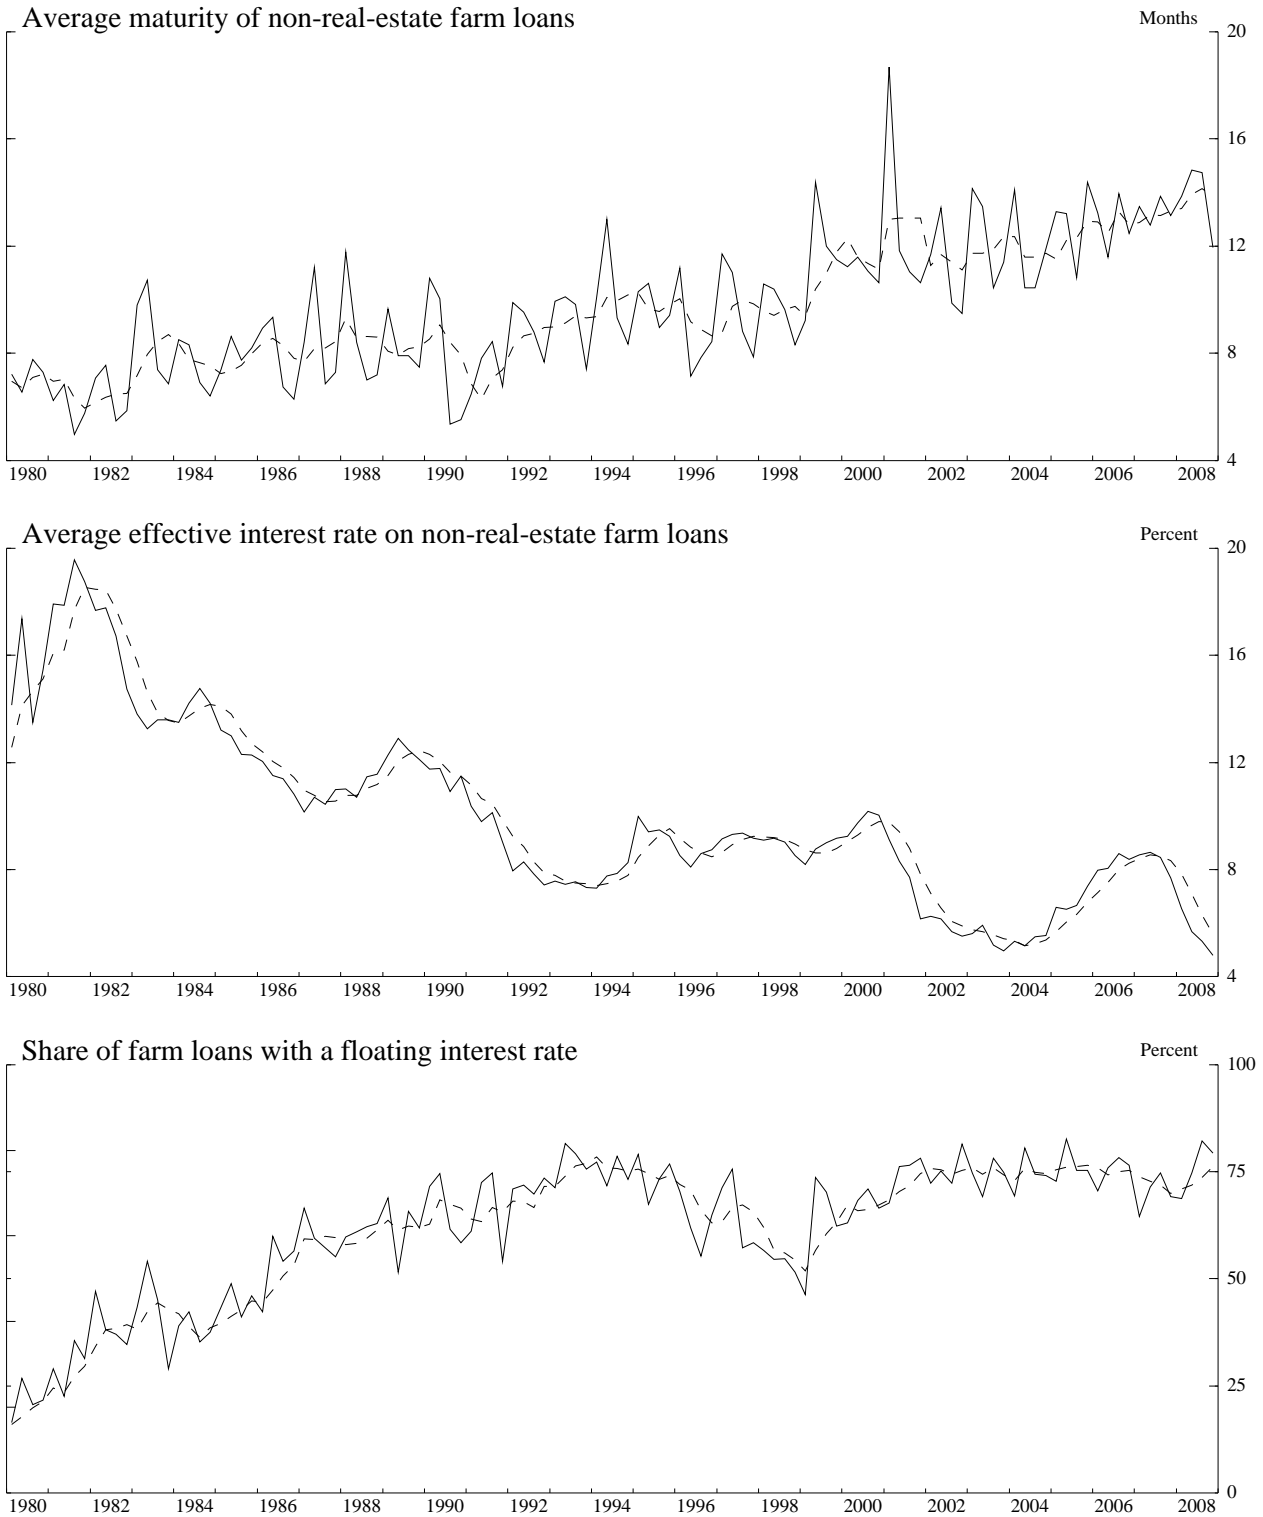 Average maturity of non-real-estate farm loans
Months
20
16
12
8
4
1980 1982 1984 1986 1988 1990 1992 1994 1996 1998 2000 2002 2004 2006 2008
Average effective interest rate on non-real-estate farm loans
Percent
20
16
12
8
4
1980 1982 1984 1986 1988 1990 1992 1994 1996 1998 2000 2002 2004 2006 2008
Share of farm loans with a floating interest rate
Percent
100
75
50
25
0
1980 1982 1984 1986 1988 1990 1992 1994 1996 1998 2000 2002 2004 2006 2008